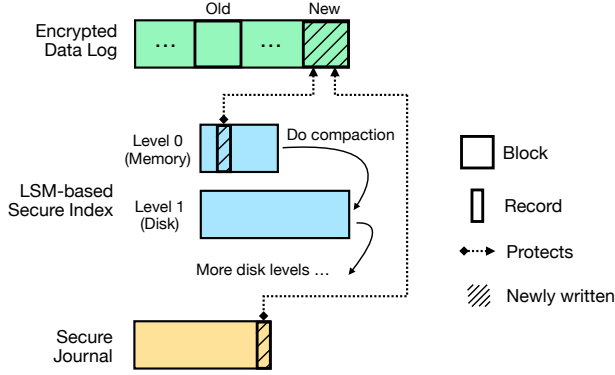 Old
New
Encrypted
Data Log
...
...
Level 0
(Memory)
Do compaction
LSM-based
Secure Index
Level 1
(Disk)
More disk levels ...
Secure
Journal
Block
Record
Protects
Newly written